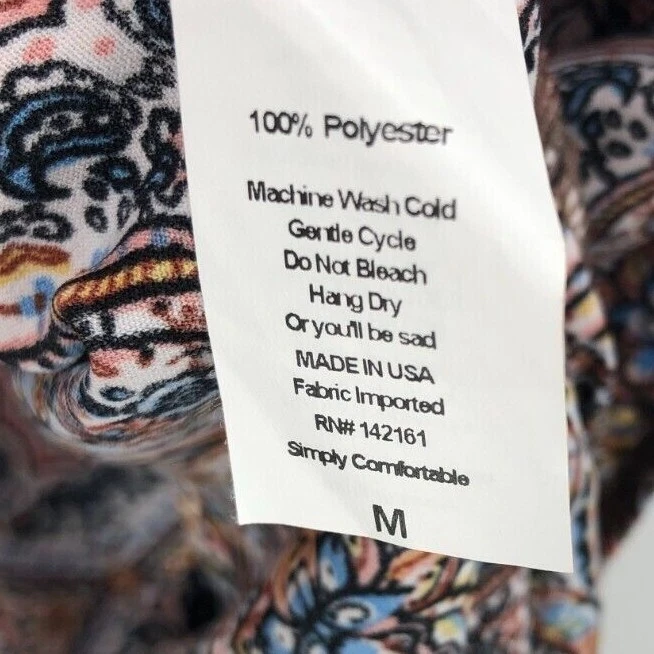 100% Polyester
Machine Wash Cold
Gentle Cycle
Do Not Bleach
Hang Dry
Or you'll be sad
MADE IN USA
Fabric Imported
RN# 142161
Simply Comfortable
M